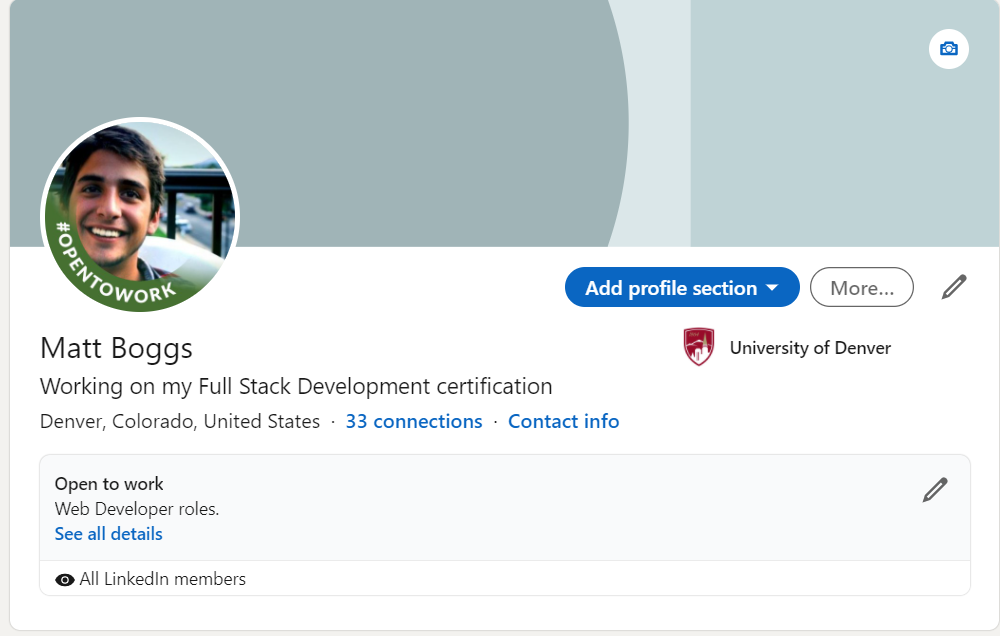 #OPENTOWORK
Add profile section
More...
Matt Boggs
University of Denver
Working on my Full Stack Development certification
Denver, Colorado, United States · 33 connections · Contact info
Open to work
Web Developer roles.
See all details
All LinkedIn members